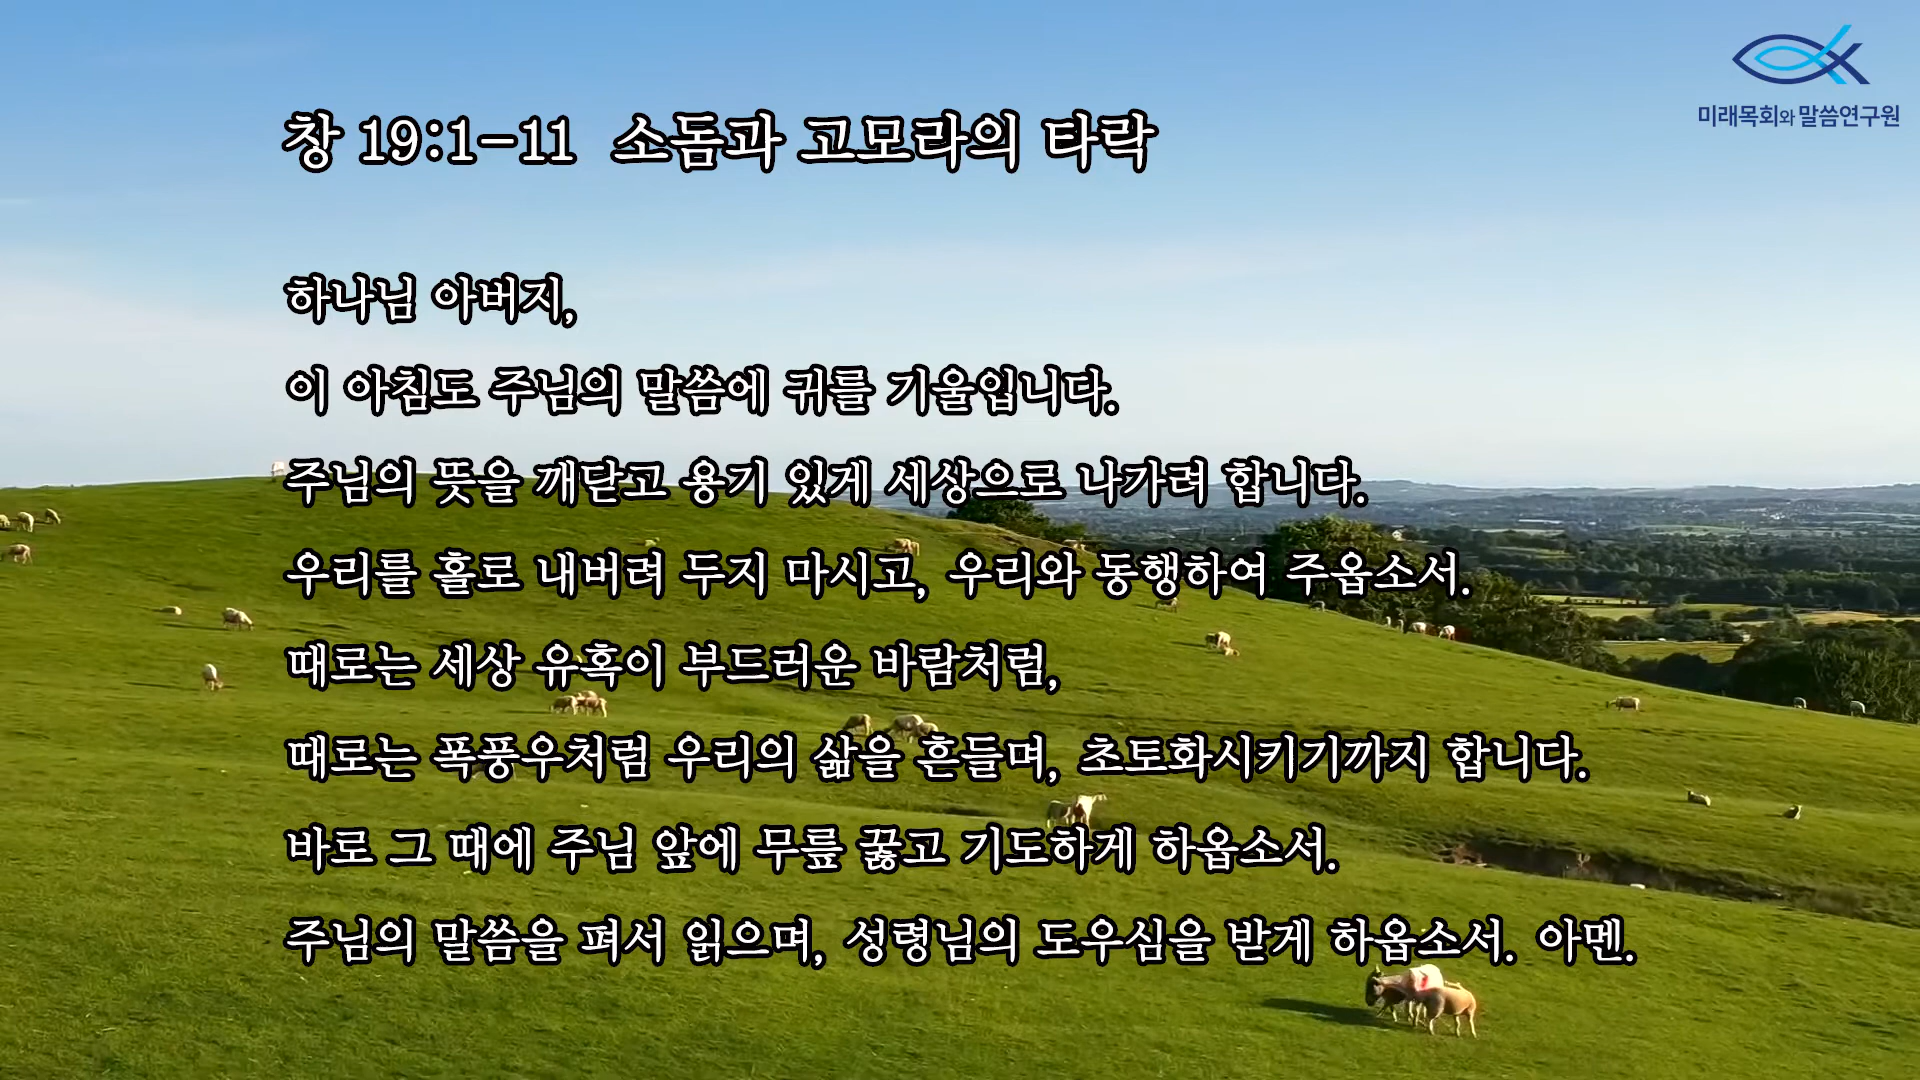 미래목회와 말씀연구원
창 19:1-11 소돔과 고모라의 타락
하나님 아버지,
이 아침도 주님의 말씀에 귀를 기울입니다.
주님의 뜻을 깨닫고 용기 있게 세상으로 나가려 합니다.
우리를 홀로 내버려 두지 마시고, 우리와 동행하여 주옵소서.
때로는 세상 유혹이 부드러운 바람처럼,
때로는 폭풍우처럼 우리의 삶을 흔들며, 초토화시키기까지 합니다.
바로 그 때에 주님 앞에 무릎 꿇고 기도하게 하옵소서.
주님의 말씀을 펴서 읽으며, 성령님의 도우심을 받게 하옵소서. 아멘.